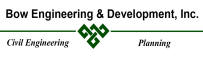 Bow Engineering & Development, Inc.
Civil Engineering Planning